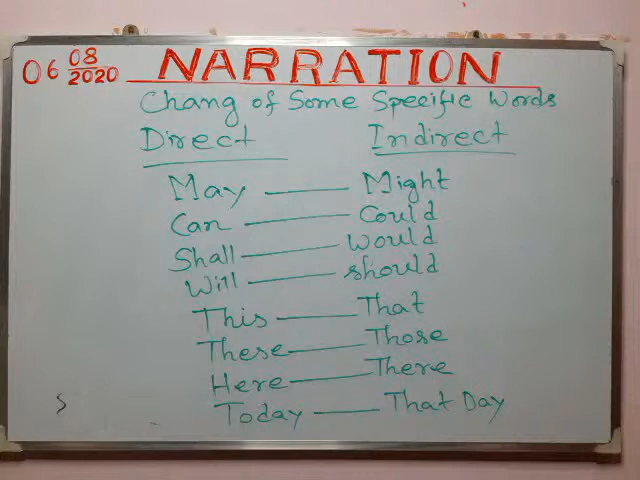 06 08/2020 NARRATION
Chang of Some Specific Words
Direct Indirect
May — Might
Can — Could
Shall — would
Will — should
This — That
These — Those
Here — There
Today — That Day
S